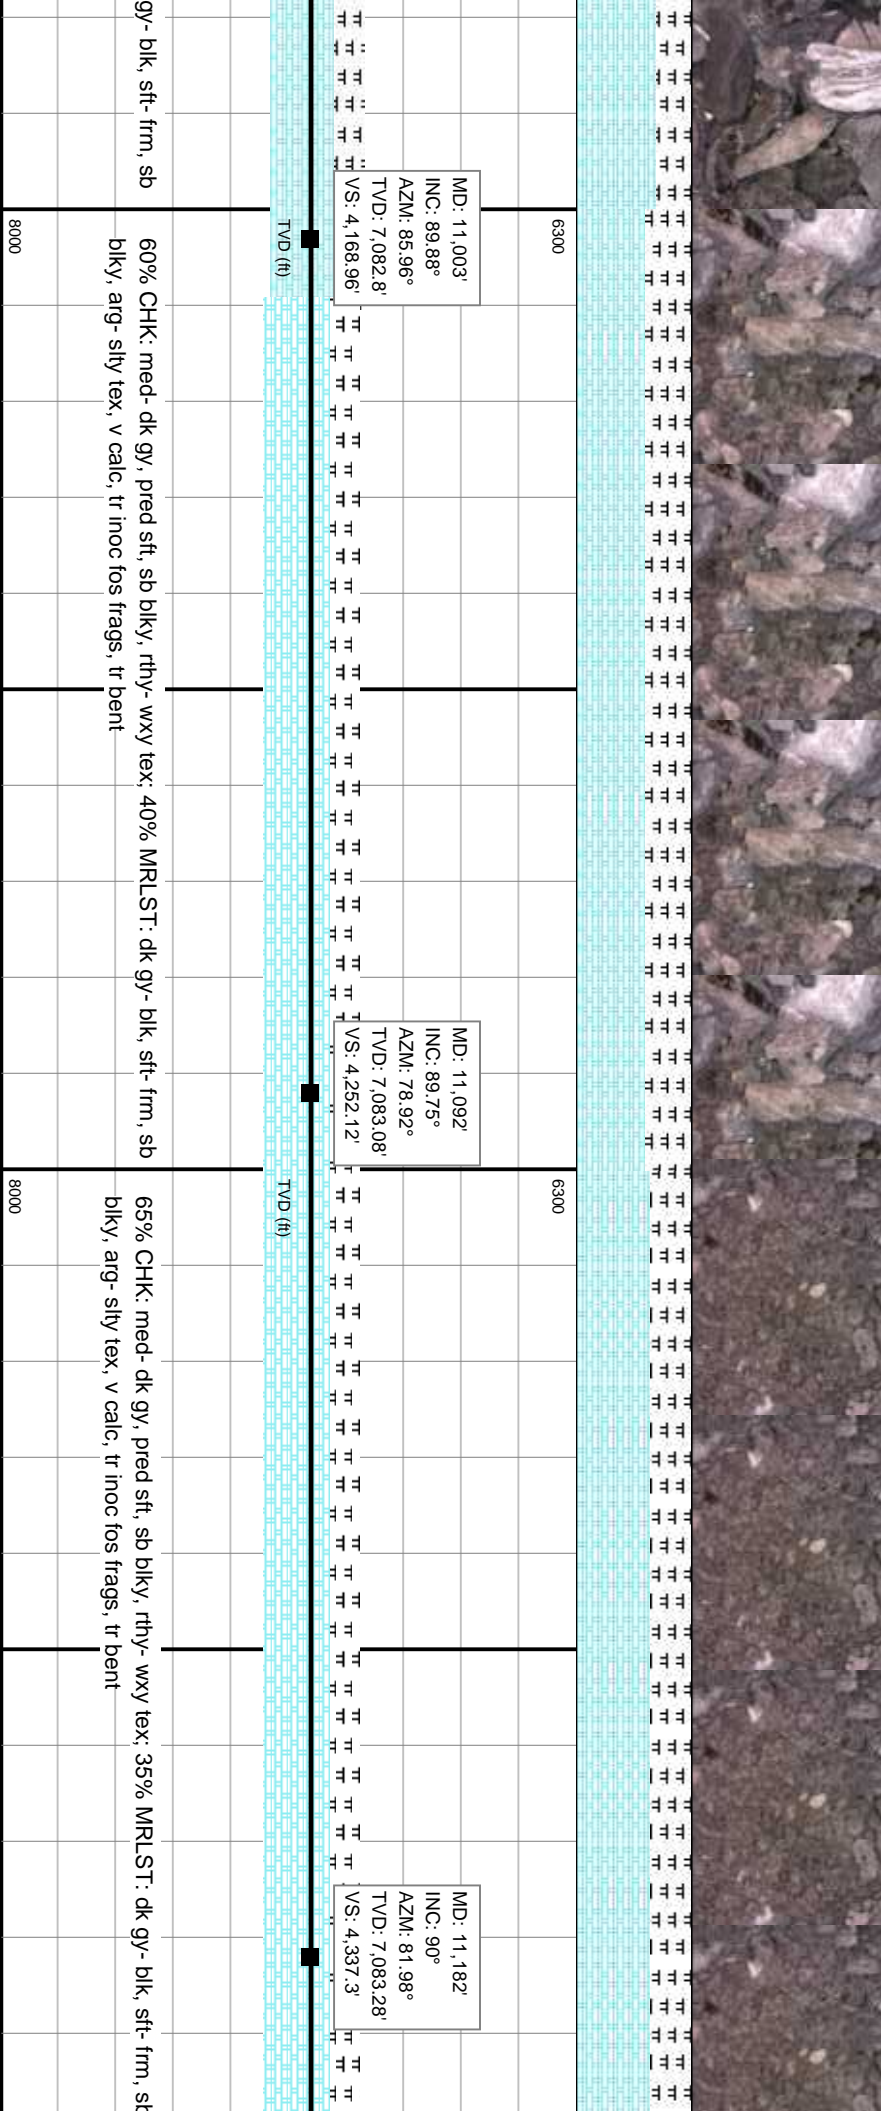 gy- blk, sft- frm, sb
8000
TVD (ft)
MD: 11,003'
INC: 89.88°
AZM: 85.96°
TVD: 7,082.8'
VS: 4,168.96'
6300
60% CHK: med- dk gy, pred sft, sb blky, rthy- wxy tex; 40% MRLST: dk gy- blk, sft- frm, sb
blky, arg- slty tex, v calc, tr inoc fos frags, tr bent
MD: 11,092'
INC: 89.75°
AZM: 78.92°
TVD: 7,083.08'
VS: 4,252.12'
8000
TVD (ft)
6300
65% CHK: med- dk gy, pred sft, sb blky, rthy- wxy tex; 35% MRLST: dk gy- blk, sft- frm, sb
blky, arg- slty tex, v calc, tr inoc fos frags, tr bent
MD: 11,182'
INC: 90°
AZM: 81.98°
TVD: 7,083.28'
VS: 4,337.3'